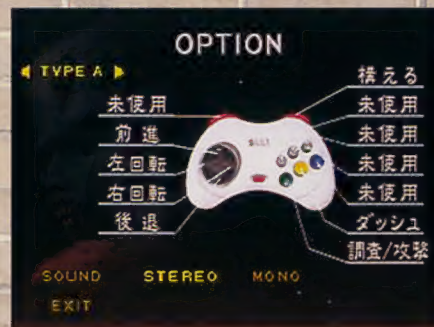 OPTION
TYPE A
構える
未使用
未使用
前進
未使用
左回転
未使用
右回転
未使用
後退
ダッシュ
調査/攻撃
SOUND STEREO MONO
EXIT